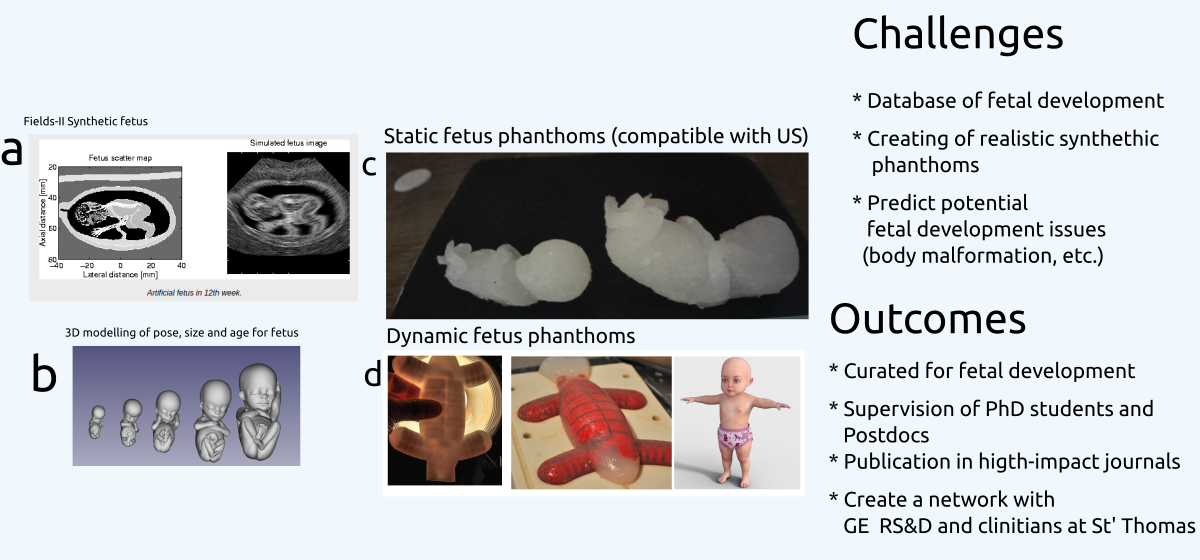 Fields-II Synthetic fetus
a
Fetus scatter map
Simulated fetus image
20
40
60
80
Axial distance [mm]
−40 −20 0 20 40
Lateral distance [mm]
Artificial fetus in 12th week.
3D modelling of pose, size and age for fetus
b
Static fetus phanthoms (compatible with US)
c
Dynamic fetus phanthoms
d
Challenges
* Database of fetal development
* Creating of realistic synthethic
phanthoms
* Predict potential
fetal development issues
(body malformation, etc.)
Outcomes
* Curated for fetal development
* Supervision of PhD students and
Postdocs
* Publication in higth-impact journals
* Create a network with
GE RS&D and clinitians at St' Thomas